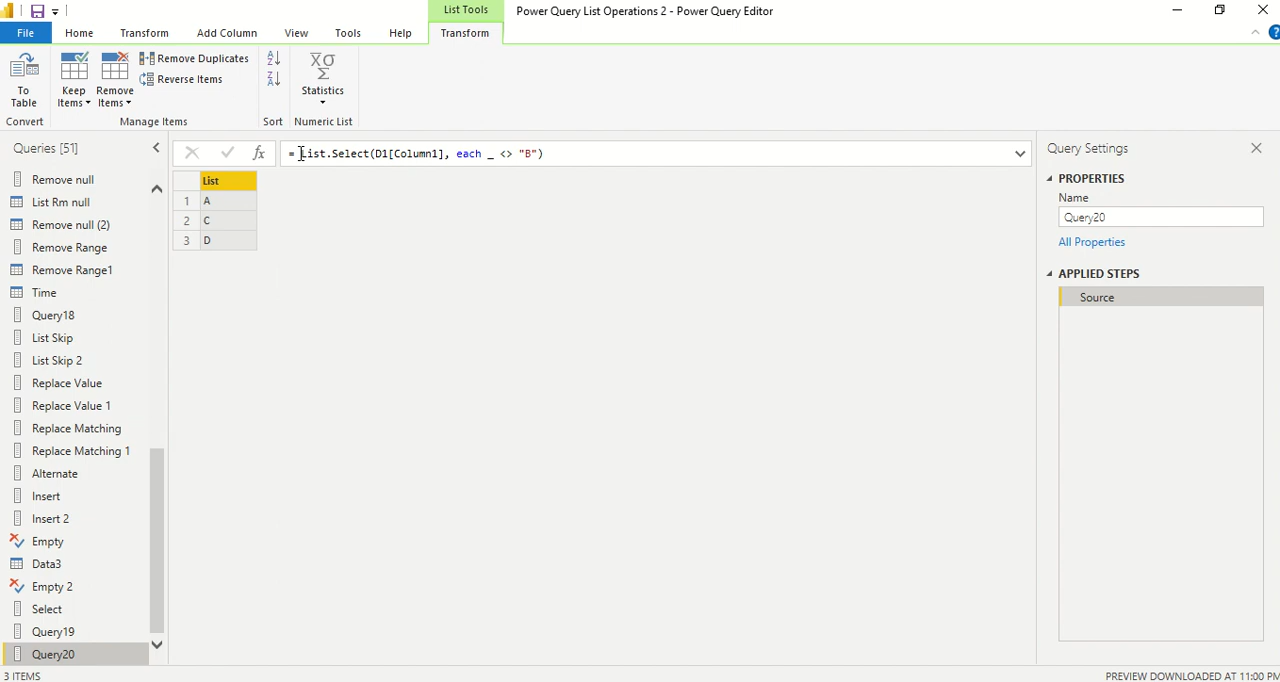 List Tools
Power Query List Operations 2 - Power Query Editor
File Home Transform Add Column View Tools Help Transform
To Table
Keep Items
Remove Items
Remove Duplicates
Reverse Items
Statistics
Convert Manage Items Sort Numeric List
Queries [51]
= List.Select(D1[Column1], each _ <> "B")
Query Settings
List
1 A
2 C
3 D
Remove null
List Rm null
Remove null (2)
Remove Range
Remove Range1
Time
Query18
List Skip
List Skip 2
Replace Value
Replace Value 1
Replace Matching
Replace Matching 1
Alternate
Insert
Insert 2
Empty
Data3
Empty 2
Select
Query19
Query20
PROPERTIES
Name
Query20
All Properties
APPLIED STEPS
Source
3 ITEMS
PREVIEW DOWNLOADED AT 11:00 PM